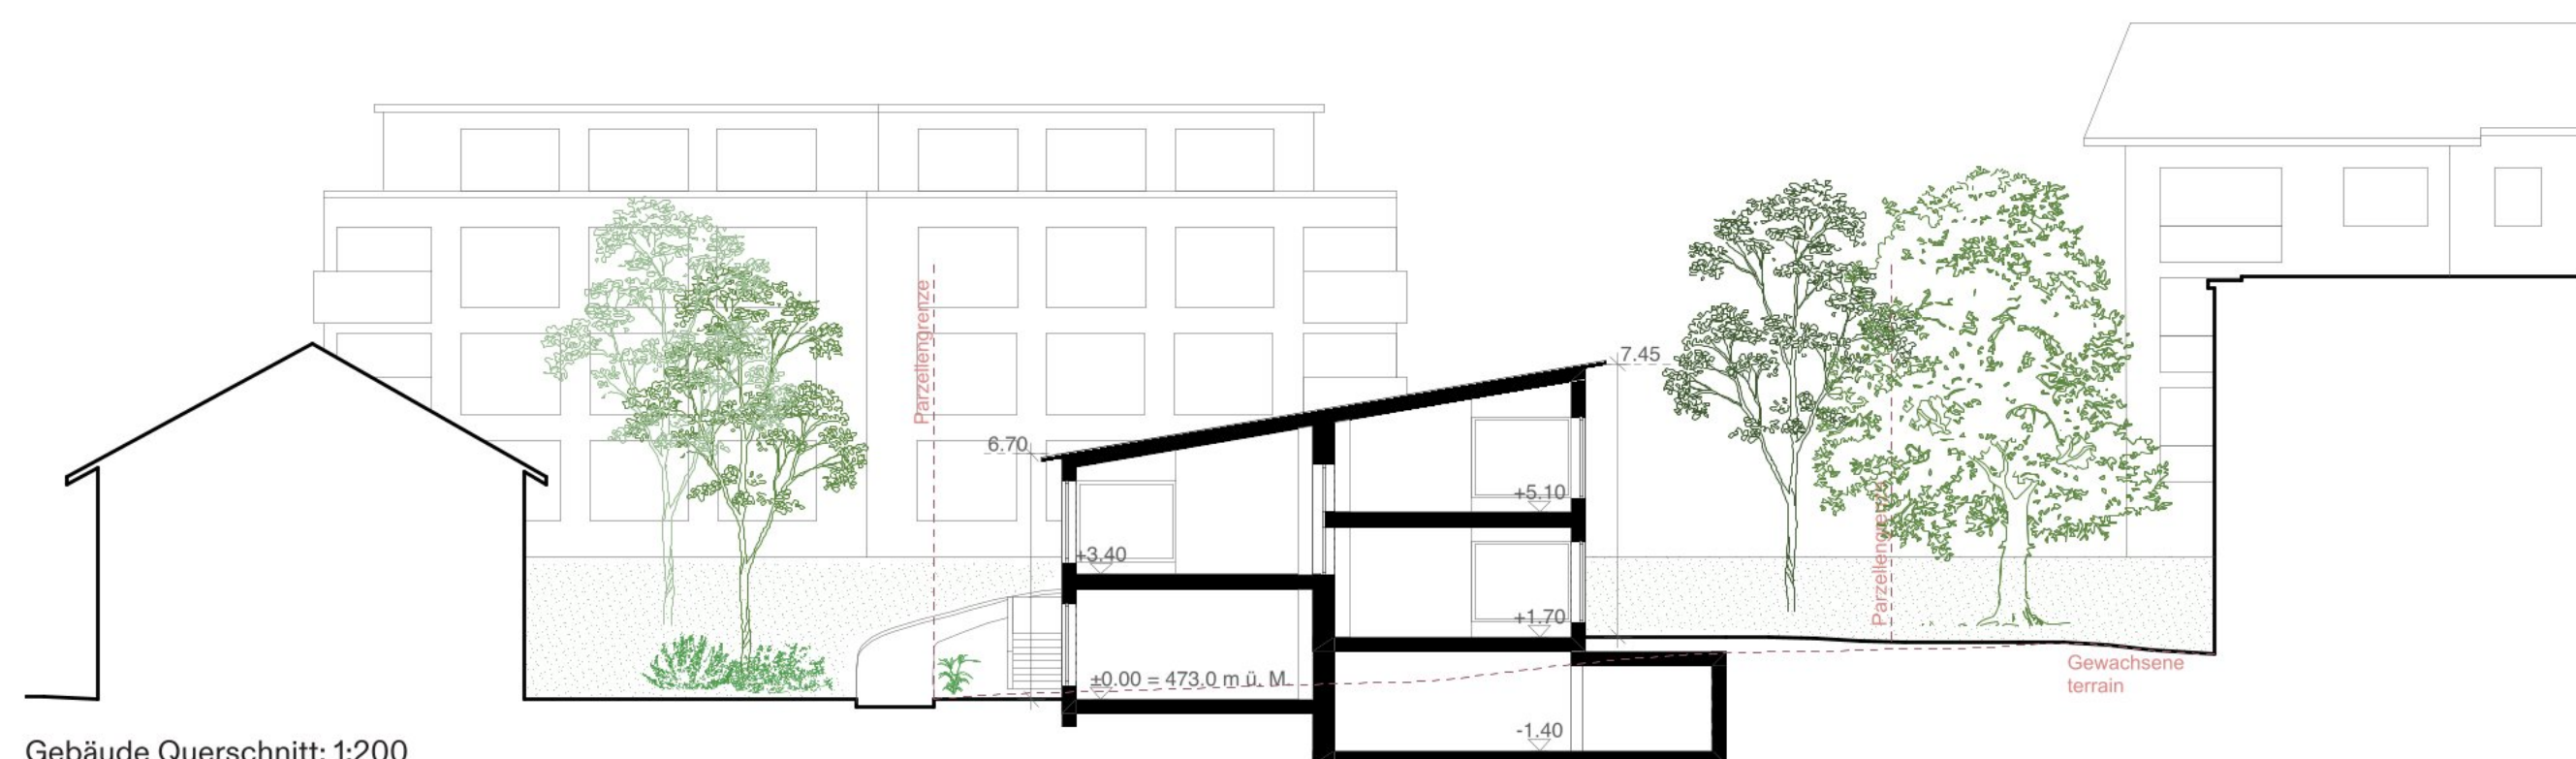 Parzellengrenze
7.45
6.70
+5.10
+3.40
Parzellengrenze
+1.70
Gewachsene
terrain
±0.00 = 473.0 m ü. M.
-1.40
Gebäude Querschnitt: 1:200